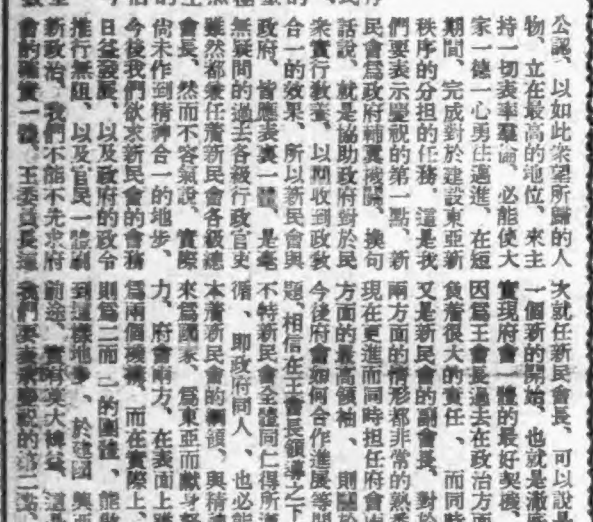 公認、以如此衆望所歸的人
物、立在最高的地位、來主
持一切表率羣倫、必能使大
家一德一心勇往邁進、在短
期間、完成對於建設東亞新
秩序的分担的任務、這是我
們要表示慶祝的第一點、新
民會爲政府輔翼機關、換句
話說、就是協助政府對於民
衆實行教養、以期收到政教
合一的效果、所以新民會與
政府、皆應表裏一體、是毫
無疑問的過去各級行政官吏
雖然都兼任着新民會各級總
會長、然而不容氣說、實際
尚未作到精神合一的地步、
今後我們欲求新民會的會務
日益發展、以及政府的政令
推行無阻、以及官民一體
新政治、我們不能不先求府
會的確實一體、王委員長這
次就任新民會長、可以說是
一個新的開始、也就是
實現府會一體的最好契機、
因爲王會長過去在政治方面
負着很大的責任、而同時
又是新民會的副會長、對於
兩方面的情形都非常的熟悉
現在更進而同時担任府會
方面的最高領袖、則關於
今後府會如何合作進展等問
題、相信在王會長領導之下
不特新民會全體同仁得所
循、即政府同人、也必能
本着新民會的綱領、與精
來爲國家、爲東亞而獻身
力、府會兩方、在表面上
爲兩個機構、而在實際上、
則爲二而一的團體、能
到這樣地步、於建國
前途、實有莫大裨益、這是
我們要表示慶祝的第二點、